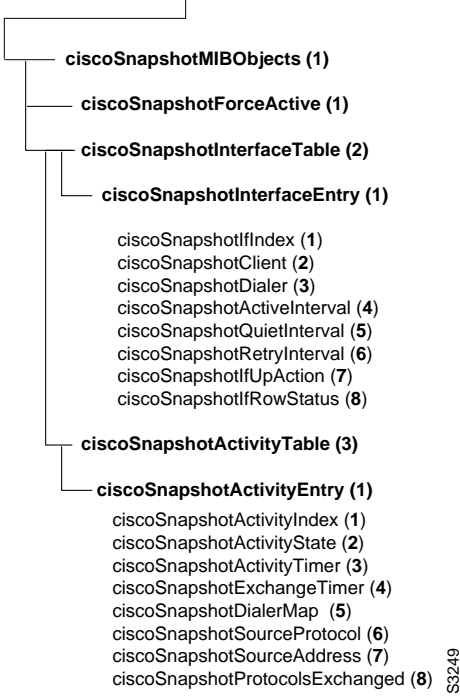 ciscoSnapshotMIBObjects (1)
ciscoSnapshotForceActive (1)
ciscoSnapshotInterfaceTable (2)
ciscoSnapshotInterfaceEntry (1)
ciscoSnapshotIfIndex (1)
ciscoSnapshotClient (2)
ciscoSnapshotDialer (3)
ciscoSnapshotActiveInterval (4)
ciscoSnapshotQuietInterval (5)
ciscoSnapshotRetryInterval (6)
ciscoSnapshotIfUpAction (7)
ciscoSnapshotIfRowStatus (8)
ciscoSnapshotActivityTable (3)
ciscoSnapshotActivityEntry (1)
ciscoSnapshotActivityIndex (1)
ciscoSnapshotActivityState (2)
ciscoSnapshotActivityTimer (3)
ciscoSnapshotExchangeTimer (4)
ciscoSnapshotDialerMap (5)
ciscoSnapshotSourceProtocol (6)
ciscoSnapshotSourceAddress (7)
ciscoSnapshotProtocolsExchanged (8)
S3249